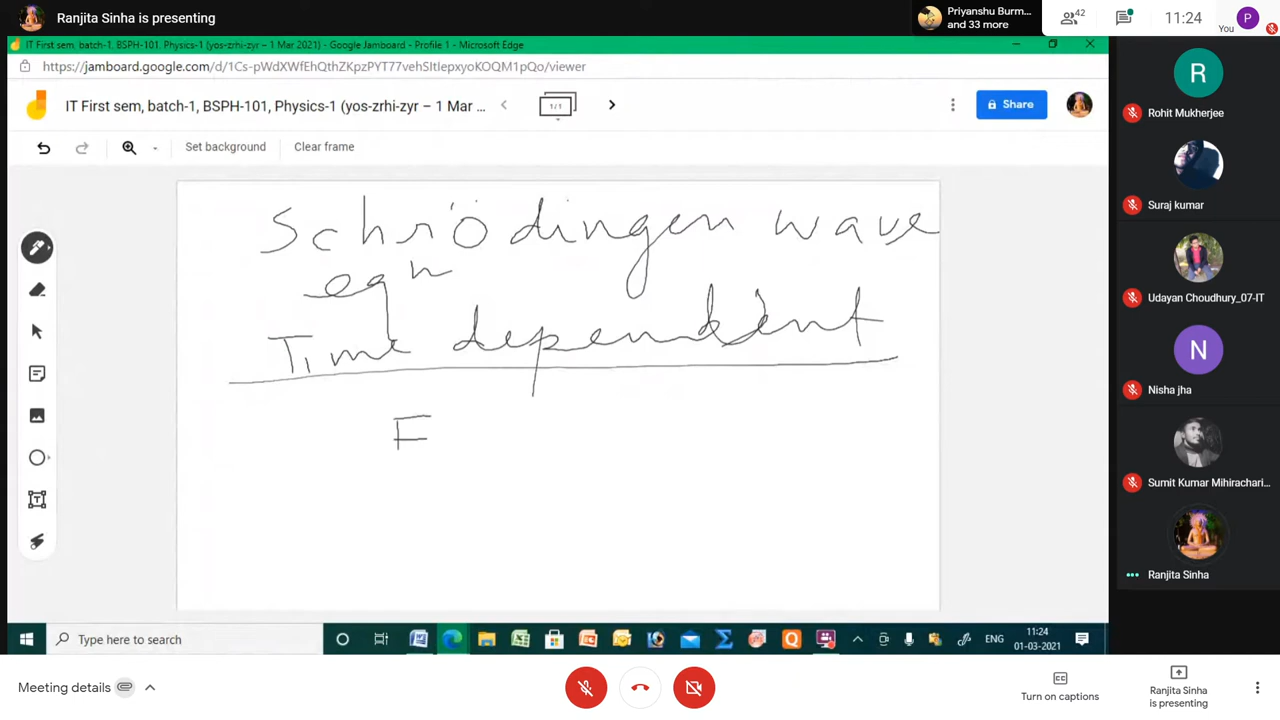 Ranjita Sinha is presenting
Priyanshu Burm...
and 33 more
42
11:24
You
P
IT First sem, batch-1, BSPH-101, Physics-1 (yos-zrhi-zyr – 1 Mar 2021) - Google Jamboard - Profile 1 - Microsoft Edge
https://jamboard.google.com/d/1Cs-pWdXWfEhQthZKpzPYT77vehSItIepxyoKOQM1pQo/viewer
IT First sem, batch-1, BSPH-101, Physics-1 (yos-zrhi-zyr – 1 Mar ...
1/1
Share
Set background
Clear frame
Schrödinger wave
eqn
Time dependent
E
R
Rohit Mukherjee
Suraj kumar
Udayan Choudhury_07-IT
N
Nisha jha
Sumit Kumar Mihirachari...
Ranjita Sinha
Type here to search
ENG
11:24
01-03-2021
Meeting details
Turn on captions
Ranjita Sinha
is presenting